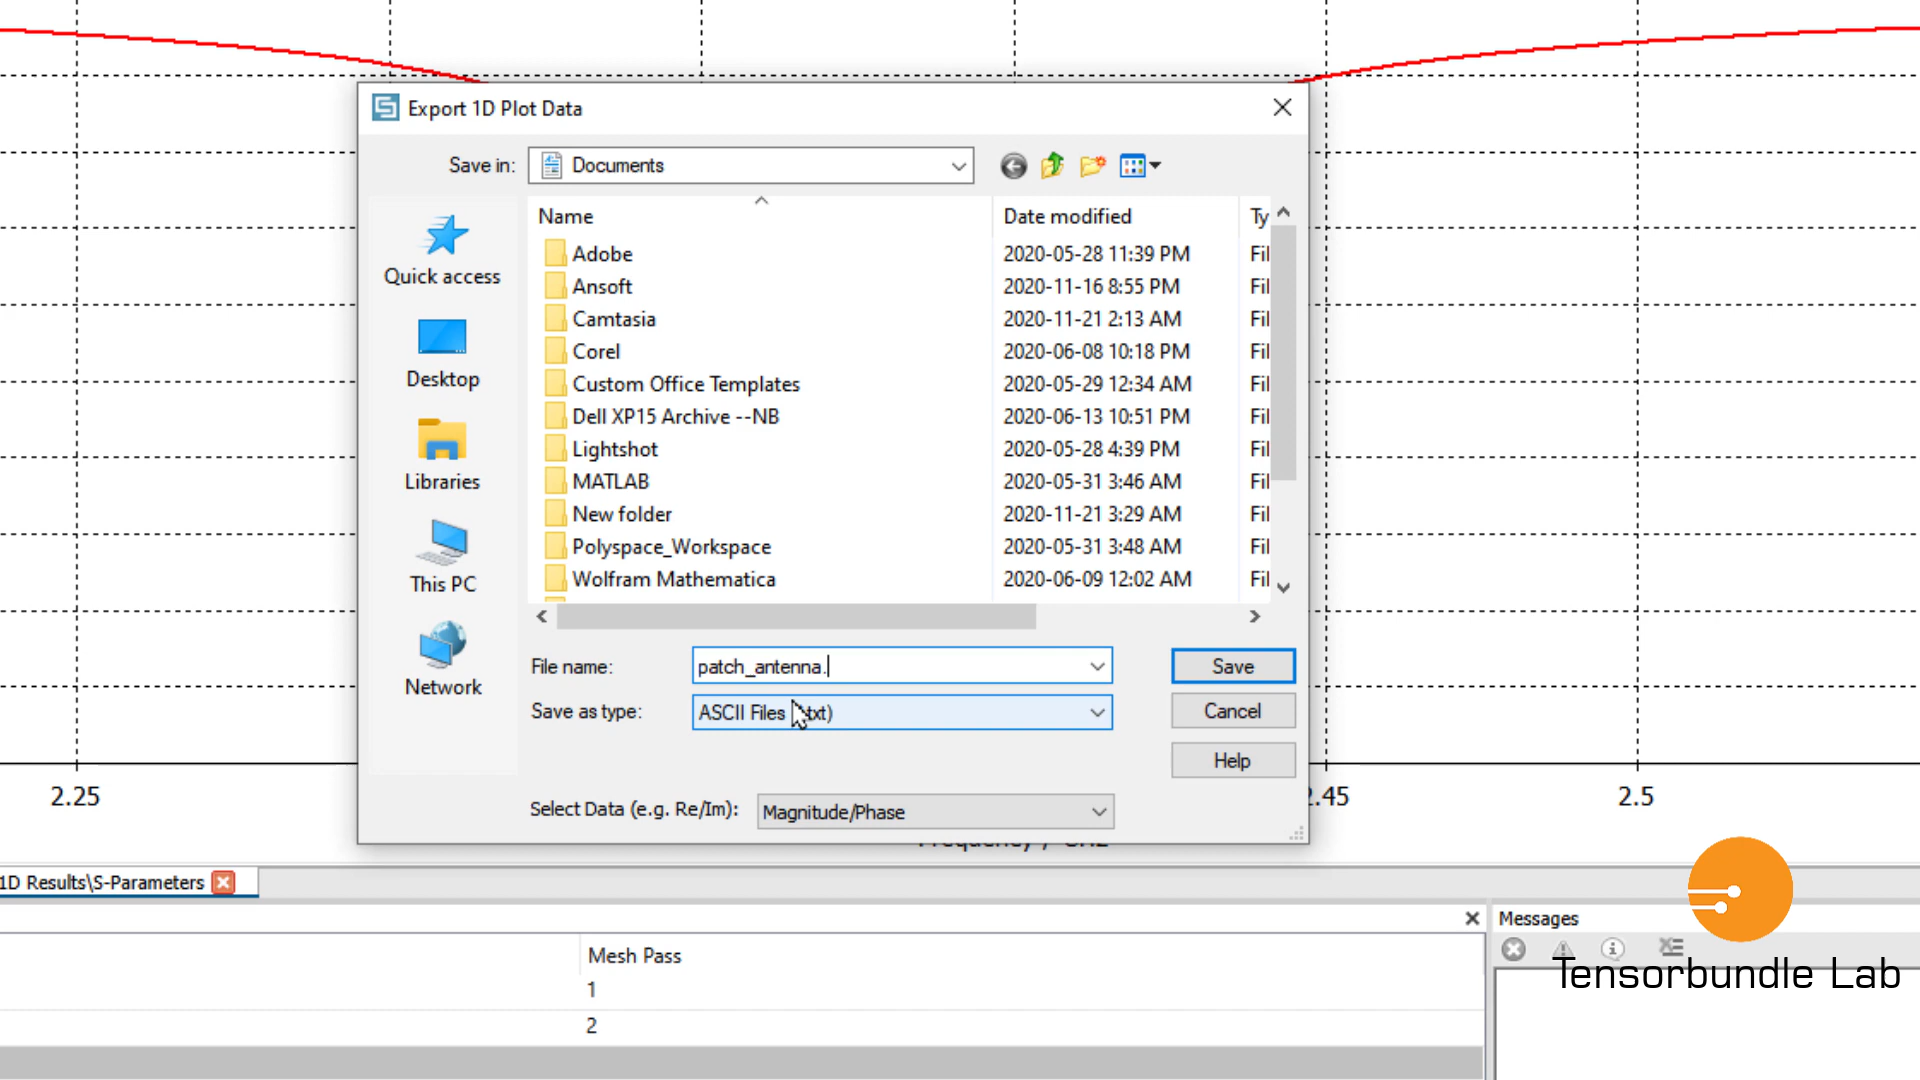 Export 1D Plot Data
Save in:
Documents
Name
Date modified
Ty
Quick access
Desktop
Libraries
This PC
Network
Adobe
2020-05-28 11:39 PM
Fil
Ansoft
2020-11-16 8:55 PM
Fil
Camtasia
2020-11-21 2:13 AM
Fil
Corel
2020-06-08 10:18 PM
Fil
Custom Office Templates
2020-05-29 12:34 AM
Fil
Dell XP15 Archive --NB
2020-06-13 10:51 PM
Fil
Lightshot
2020-05-28 4:39 PM
Fil
MATLAB
2020-05-31 3:46 AM
Fil
New folder
2020-11-21 3:29 AM
Fil
Polyspace_Workspace
2020-05-31 3:48 AM
Fil
Wolfram Mathematica
2020-06-09 12:02 AM
Fil
File name:
patch_antenna.
Save
Save as type:
ASCII Files txt)
Cancel
Help
Select Data (e.g. Re/Im):
Magnitude/Phase
2.25
2.45
2.5
1D Results\S-Parameters
Mesh Pass
1
2
Messages
Tensorbundle Lab